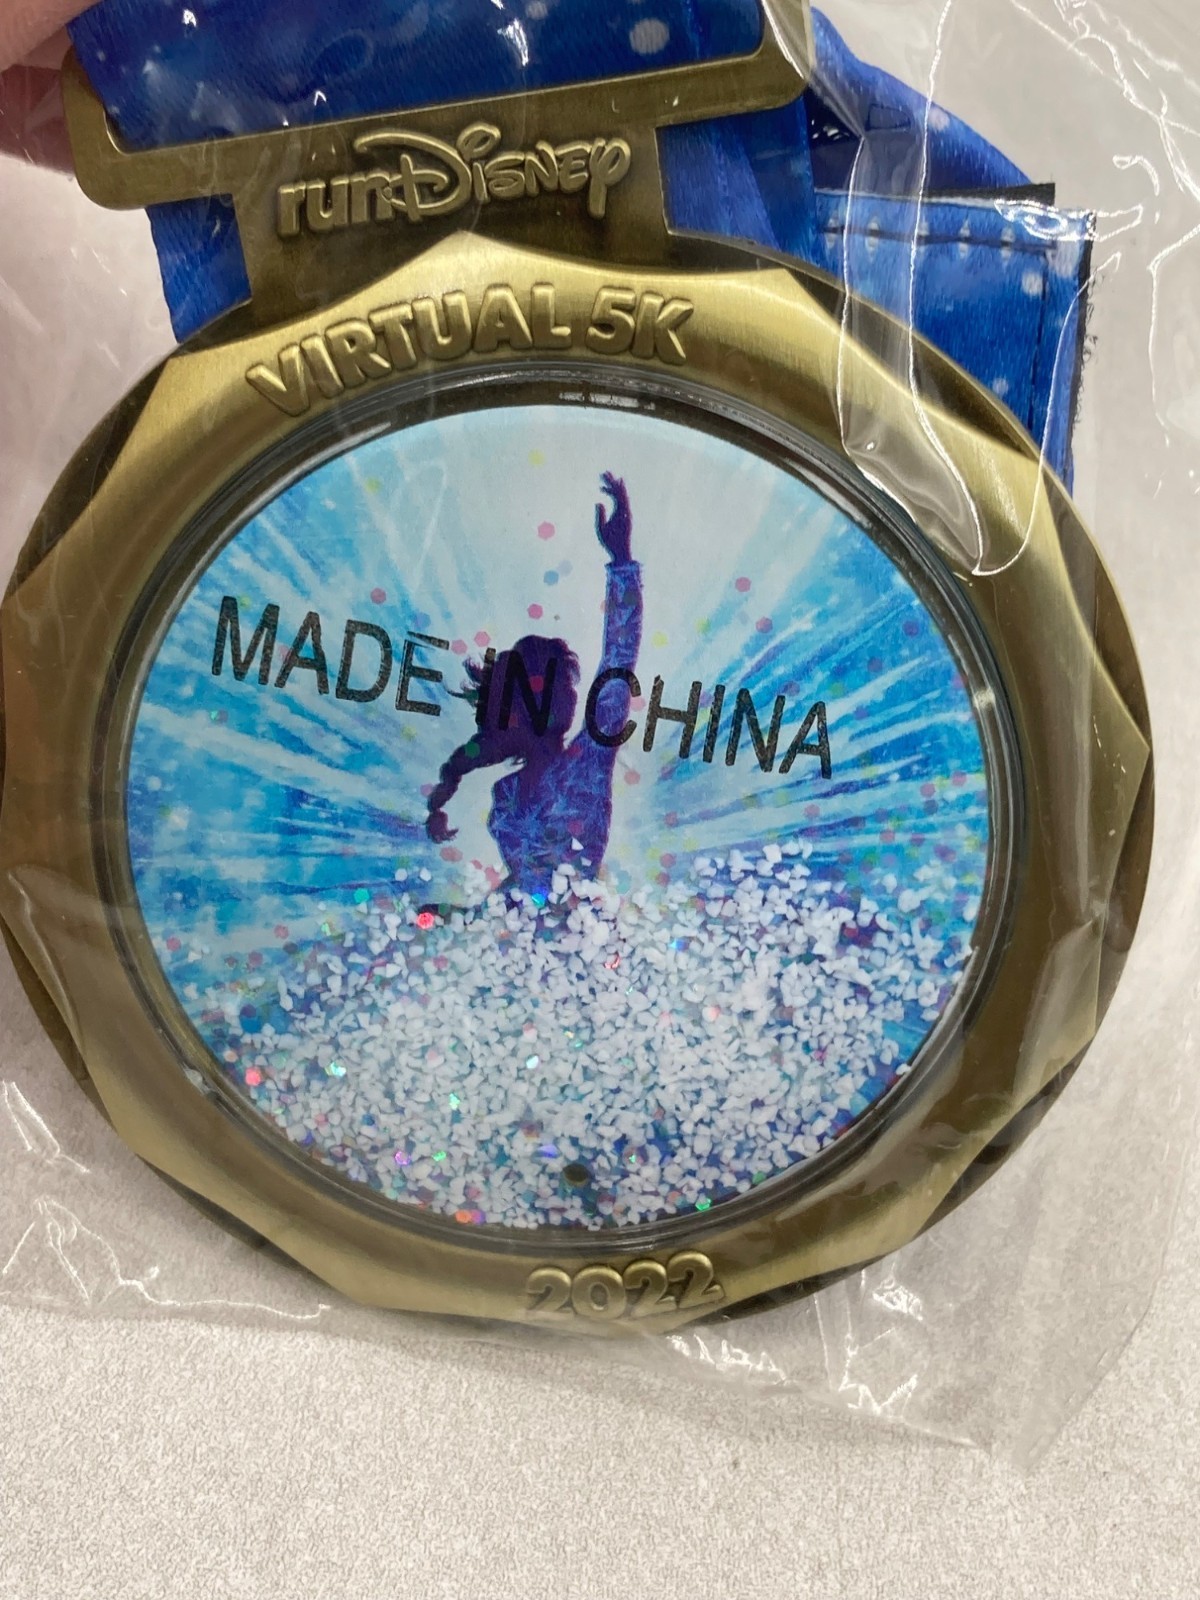 runDisney
VIRTUAL 5K
MADE IN CHINA
2022